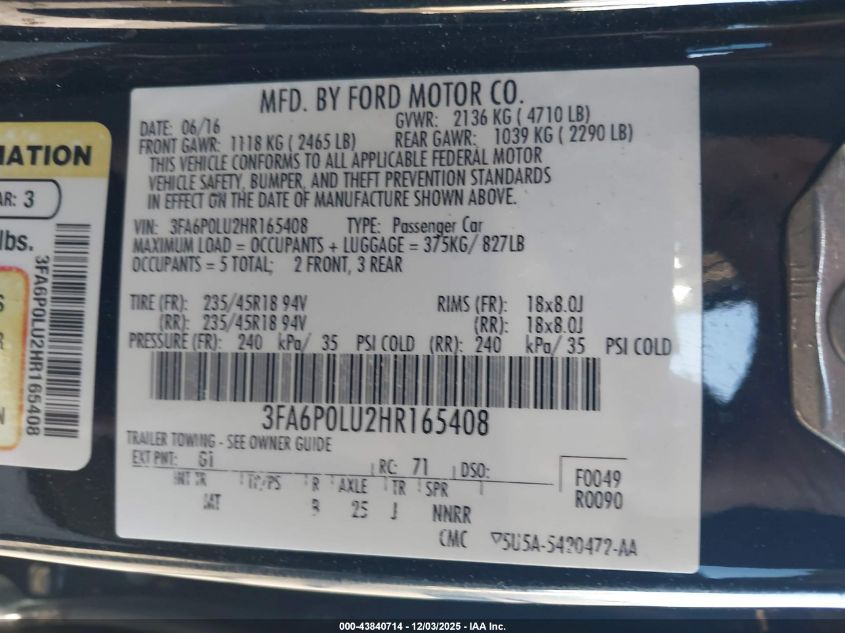 MFD. BY FORD MOTOR CO.
DATE: 06/16 GVWR: 2136 KG ( 4710 LB)
FRONT GAWR: 1118 KG ( 2465 LB) REAR GAWR: 1039 KG ( 2290 LB)
THIS VEHICLE CONFORMS TO ALL APPLICABLE FEDERAL MOTOR
VEHICLE SAFETY, BUMPER, AND THEFT PREVENTION STANDARDS
IN EFFECT ON THE DATE OF MANUFACTURE SHOWN ABOVE.
VIN: 3FA6P0LU2HR165408 TYPE: Passenger Car
MAXIMUM LOAD = OCCUPANTS + LUGGAGE = 375KG/ 827LB
OCCUPANTS = 5 TOTAL; 2 FRONT, 3 REAR
TIRE (FR): 235/45R18 94V RIMS (FR): 18x8.0J
(RR): 235/45R18 94V (RR): 18x8.0J
PRESSURE (FR): 240 kPa/ 35 PSI COLD (RR): 240 kPa/ 35 PSI COLD
3FA6P0LU2HR165408
TRAILER TOWING - SEE OWNER GUIDE
EXT PNT: G1 RC: 71 DSO: F0049
INT TR TP/PS R AXLE TR SPR R0090
25 J NNRR
CMC 5U5A-5420472-AA
MATION
AR: 3
lbs.
3FA6P0LU2HR165408
S
R
N
000-43840714 - 12/03/2025 - IAA Inc.